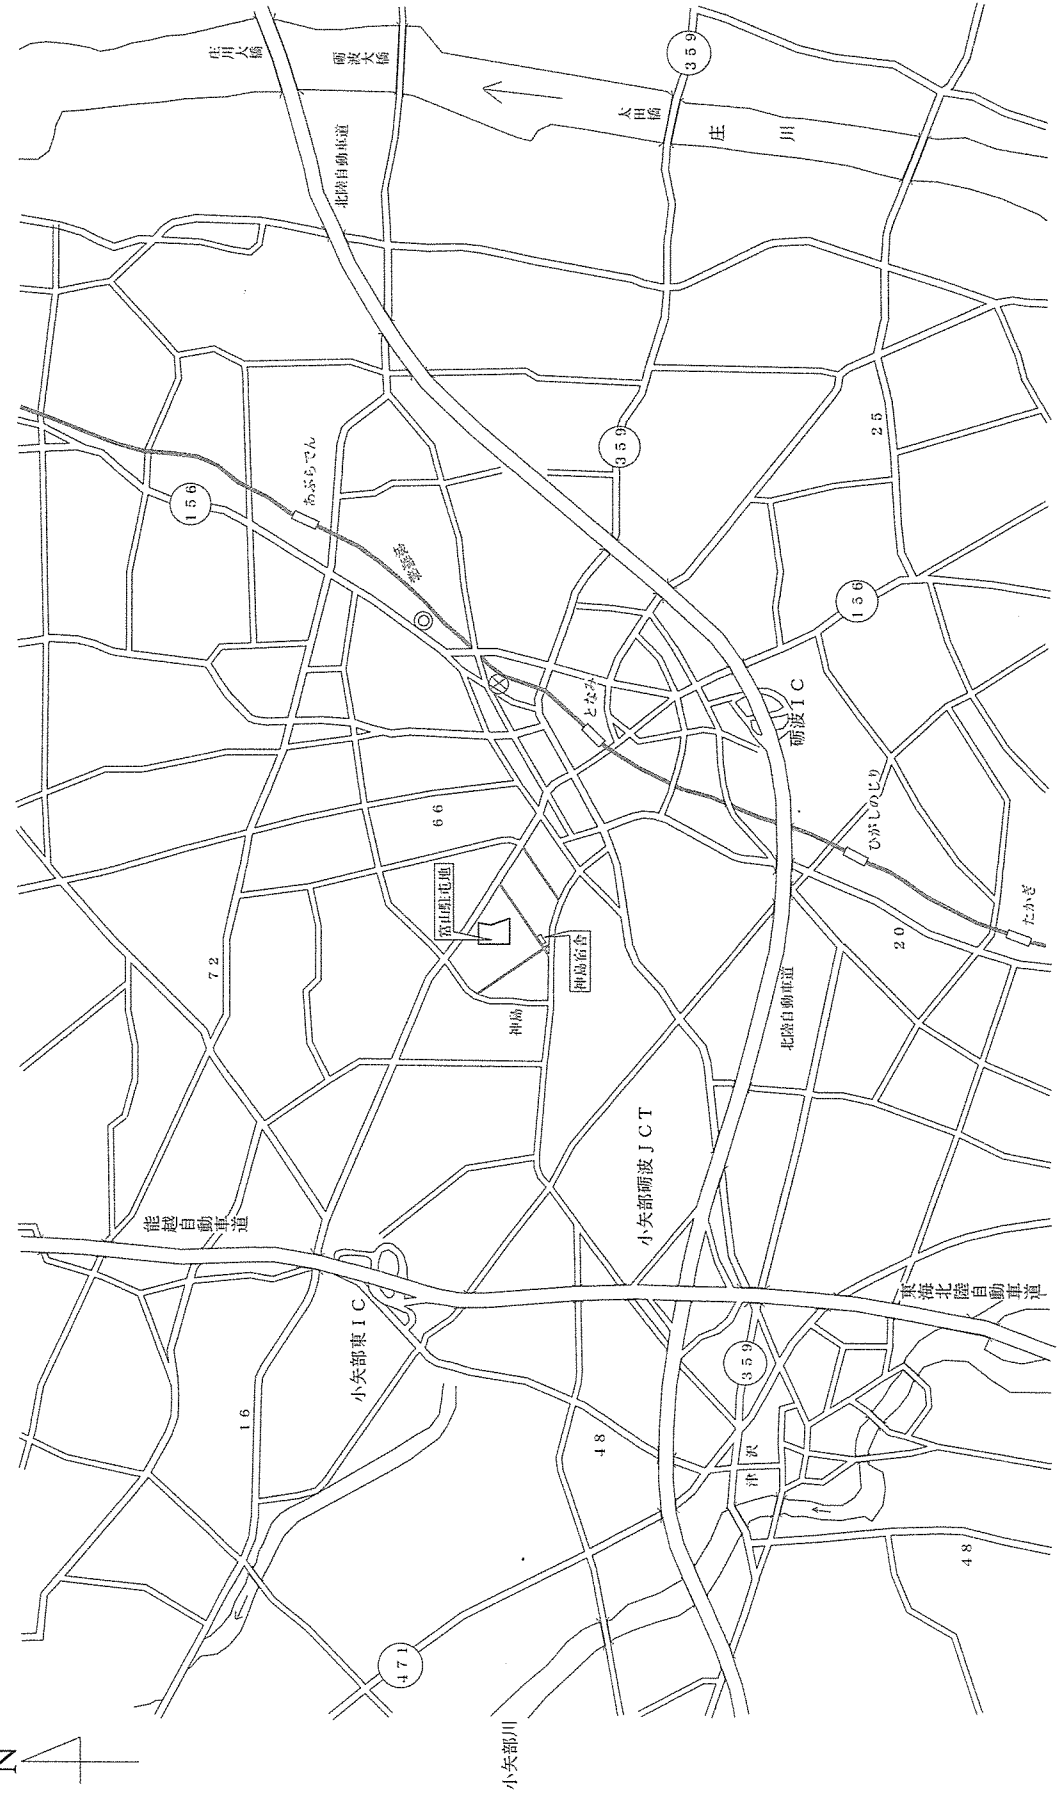 N
小矢部川
471
16
小矢部東IC
能越自動車道
72
48
津沢
359
48
東海北陸自動車道
小矢部砺波JCT
神島
富山駐屯地
神島宿舎
北陸自動車道
20
たかぎ
66
となみ
砺波IC
ひがしのじり
156
あぶらでん
156
359
25
北陸自動車道
庄川大橋
砺波大橋
太田橋
359
庄川